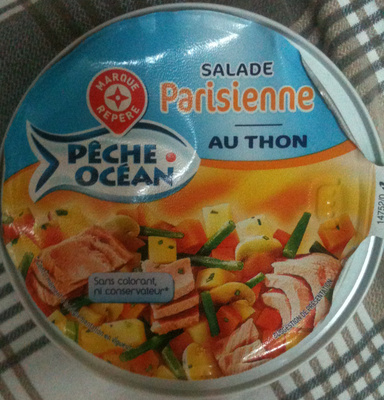 MARQUE
REPÈRE
PÊCHE
OCÉAN
SALADE
Parisienne
AU THON
Sans colorant,
ni conservateur*